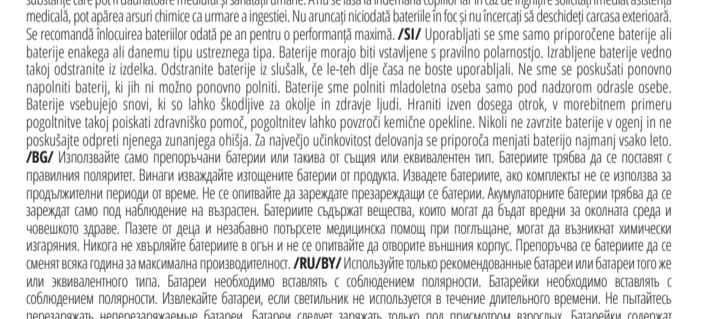 substanțe care pot fi dăunătoare mediului și sănătății umane. A nu se lăsa la îndemâna copiilor iar în caz de înghițire solicitați imediat asistență
medicală, pot apărea arsuri chimice ca urmare a ingestiei. Nu aruncați niciodată bateriile în foc și nu încercați să deschideți carcasa exterioară.
Se recomandă înlocuirea bateriilor odată pe an pentru o performanță maximă. /SI/ Uporabljati se sme samo priporočene baterije ali
baterije enakega ali danemu tipu ustreznega tipa. Baterije morajo biti vstavljene s pravilno polarnostjo. Izrabljene baterije vedno
takoj odstranite iz izdelka. Odstranite baterije iz slušalk, če le-teh dlje časa ne boste uporabljali. Ne sme se poskušati ponovno
napolniti baterij, ki jih ni možno ponovno polniti. Baterije sme polniti mladoletna oseba samo pod nadzorom odrasle osebe.
Baterije vsebujejo snovi, ki so lahko škodljive za okolje in zdravje ljudi. Hraniti izven dosega otrok, v morebitnem primeru
pogoltnitve takoj poiskati zdravniško pomoč, pogoltnitev lahko povzroči kemične opekline. Nikoli ne zavrzite baterije v ogenj in ne
poskušajte odpreti njenega zunanjega ohišja. Za največjo učinkovitost delovanja se priporoča menjati baterijo najmanj vsako leto.
/BG/ Използвайте само препоръчани батерии или такива от същия или еквивалентен тип. Батериите трябва да се поставят с
правилния поляритет. Винаги изваждайте изтощените батерии от продукта. Извадете батериите, ако комплектът не се използва за
продължителни периоди от време. Не се опитвайте да зареждате презареждащи се батерии. Акумулаторните батерии трябва да се
зареждат само под наблюдение на възрастен. Батериите съдържат вещества, които могат да бъдат вредни за околната среда и
човешкото здраве. Пазете от деца и незабавно потърсете медицинска помощ при поглъщане, могат да възникнат химически
изгаряния. Никога не хвърляйте батериите в огън и не се опитвайте да отворите външния корпус. Препоръчва се батериите да се
сменят всяка година за максимална производителност. /RU/BY/ Используйте только рекомендованные батареи или батареи того же
или эквивалентного типа. Батареи необходимо вставлять с соблюдением полярности. Батарейки необходимо вставлять с
соблюдением полярности. Извлекайте батареи, если светильник не используется в течение длительного времени. Не пытайтесь
перезаряжать неперезаряжаемые батареи. Батареи следует заряжать только под присмотром взрослых. Батарейки содержат